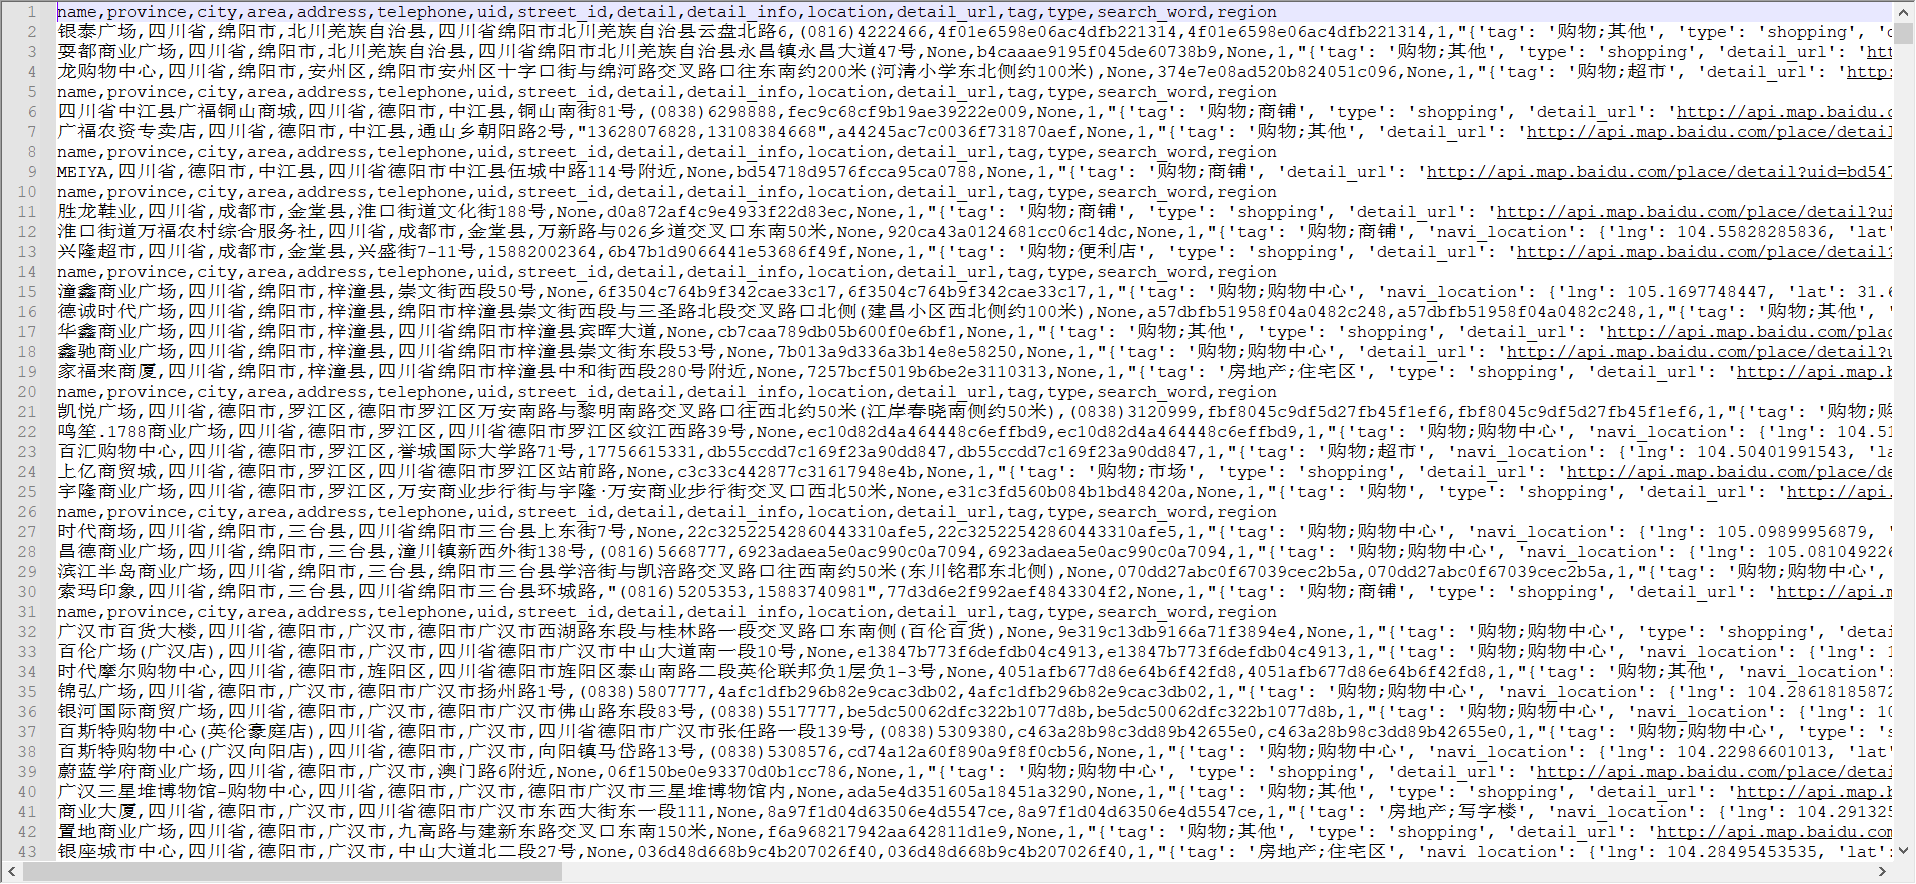 1 name,province,city,area,address,telephone,uid,street_id,detail,detail_info,location,detail_url,tag,type,search_word,region
2 银泰广场,四川省,绵阳市,北川羌族自治县,四川省绵阳市北川羌族自治县云盘北路6,(0816)4222466,4f01e6598e06ac4dfb221314,4f01e6598e06ac4dfb221314,1,"{'tag': '购物;其他', 'type': 'shopping',
3 耍都商业广场,四川省,绵阳市,北川羌族自治县,四川省绵阳市北川羌族自治县永昌镇永昌大道47号,None,b4caaae9195f045de60738b9,None,1,"{'tag': '购物;其他', 'type': 'shopping', 'detail_url': 'htt
4 龙购物中心,四川省,绵阳市,安州区,绵阳市安州区十字口街与绵河路交叉路口往东南约200米(河清小学东北侧约100米),None,374e7e08ad520b824051c096,None,1,"{'tag': '购物;超市', 'detail_url': 'http:
5 name,province,city,area,address,telephone,uid,street_id,detail,detail_info,location,detail_url,tag,type,search_word,region
6 四川省中江县广福铜山商城,四川省,德阳市,中江县,铜山南街81号,(0838)6298888,fec9c68cf9b19ae39222e009,None,1,"{'tag': '购物;商铺', 'type': 'shopping', 'detail_url': 'http://api.map.baidu.c
7 广福农资专卖店,四川省,德阳市,中江县,通山乡朝阳路2号,"13628076828,13108384668",a44245ac7c0036f731870aef,None,1,"{'tag': '购物;其他', 'detail_url': 'http://api.map.baidu.com/place/detail
8 name,province,city,area,address,telephone,uid,street_id,detail,detail_info,location,detail_url,tag,type,search_word,region
9 MEIYA,四川省,德阳市,中江县,四川省德阳市中江县伍城中路114号附近,None,bd54718d9576fcca95ca0788,None,1,"{'tag': '购物;商铺', 'detail_url': 'http://api.map.baidu.com/place/detail?uid=bd547
10 name,province,city,area,address,telephone,uid,street_id,detail,detail_info,location,detail_url,tag,type,search_word,region
11 胜龙鞋业,四川省,成都市,金堂县,淮口街道文化街188号,None,d0a872af4c9e4933f22d83ec,None,1,"{'tag': '购物;商铺', 'type': 'shopping', 'detail_url': 'http://api.map.baidu.com/place/detail?ui
12 淮口街道万福农村综合服务社,四川省,成都市,金堂县,万新路与026乡道交叉口东南50米,None,920ca43a0124681cc06c14dc,None,1,"{'tag': '购物;商铺', 'navi_location': {'lng': 104.55828285836, 'lat'
13 兴隆超市,四川省,成都市,金堂县,兴盛街7-11号,15882002364,6b47b1d9066441e53686f49f,None,1,"{'tag': '购物;便利店', 'type': 'shopping', 'detail_url': 'http://api.map.baidu.com/place/detail?
14 name,province,city,area,address,telephone,uid,street_id,detail,detail_info,location,detail_url,tag,type,search_word,region
15 潼鑫商业广场,四川省,绵阳市,梓潼县,崇文街西段50号,None,6f3504c764b9f342cae33c17,6f3504c764b9f342cae33c17,1,"{'tag': '购物;购物中心', 'navi_location': {'lng': 105.1697748447, 'lat': 31.6
16 德诚时代广场,四川省,绵阳市,梓潼县,绵阳市梓潼县崇文街西段与三圣路北段交叉路口北侧(建昌小区西北侧约100米),None,a57dbfb51958f04a0482c248,a57dbfb51958f04a0482c248,1,"{'tag': '购物;其他', '
17 华鑫商业广场,四川省,绵阳市,梓潼县,四川省绵阳市梓潼县宾晖大道,None,cb7caa789db05b600f0e6bf1,None,1,"{'tag': '购物;其他', 'type': 'shopping', 'detail_url': 'http://api.map.baidu.com/plac
18 鑫驰商业广场,四川省,绵阳市,梓潼县,四川省绵阳市梓潼县崇文街东段53号,None,7b013a9d336a3b14e8e58250,None,1,"{'tag': '购物;购物中心', 'detail_url': 'http://api.map.baidu.com/place/detail?u
19 家福来商厦,四川省,绵阳市,梓潼县,四川省绵阳市梓潼县中和街西段280号附近,None,7257bcf5019b6be2e3110313,None,1,"{'tag': '房地产;住宅区', 'type': 'shopping', 'detail_url': 'http://api.map.b
20 name,province,city,area,address,telephone,uid,street_id,detail,detail_info,location,detail_url,tag,type,search_word,region
21 凯悦广场,四川省,德阳市,罗江区,德阳市罗江区万安南路与黎明南路交叉路口往西北约50米(江岸春晓南侧约50米),(0838)3120999,fbf8045c9df5d27fb45f1ef6,fbf8045c9df5d27fb45f1ef6,1,"{'tag': '购物;购
22 鸣笙.1788商业广场,四川省,德阳市,罗江区,四川省德阳市罗江区纹江西路39号,None,ec10d82d4a464448c6effbd9,ec10d82d4a464448c6effbd9,1,"{'tag': '购物;购物中心', 'navi_location': {'lng': 104.51
23 百汇购物中心,四川省,德阳市,罗江区,誉城国际大学路71号,17756615331,db55ccdd7c169f23a90dd847,db55ccdd7c169f23a90dd847,1,"{'tag': '购物;超市', 'navi_location': {'lng': 104.50401991543, 'la
24 上亿商贸城,四川省,德阳市,罗江区,四川省德阳市罗江区站前路,None,c3c33c442877c31617948e4b,None,1,"{'tag': '购物;市场', 'type': 'shopping', 'detail_url': 'http://api.map.baidu.com/place/de
25 宇隆商业广场,四川省,德阳市,罗江区,万安商业步行街与宇隆·万安商业步行街交叉口西北50米,None,e31c3fd560b084b1bd48420a,None,1,"{'tag': '购物', 'type': 'shopping', 'detail_url': 'http://api.
26 name,province,city,area,address,telephone,uid,street_id,detail,detail_info,location,detail_url,tag,type,search_word,region
27 时代商场,四川省,绵阳市,三台县,四川省绵阳市三台县上东街7号,None,22c32522542860443310afe5,22c32522542860443310afe5,1,"{'tag': '购物;购物中心', 'navi_location': {'lng': 105.09899956879, '
28 昌德商业广场,四川省,绵阳市,三台县,潼川镇新西外街138号,(0816)5668777,6923adaea5e0ac990c0a7094,6923adaea5e0ac990c0a7094,1,"{'tag': '购物;购物中心', 'navi_location': {'lng': 105.081049226
29 滨江半岛商业广场,四川省,绵阳市,三台县,绵阳市三台县学涪街与凯涪路交叉路口往西南约50米(东川铭郡东北侧),None,070dd27abc0f67039cec2b5a,070dd27abc0f67039cec2b5a,1,"{'tag': '购物;购物中心',
30 索玛印象,四川省,绵阳市,三台县,四川省绵阳市三台县环城路,"(0816)5205353,15883740981",77d3d6e2f992aef4843304f2,None,1,"{'tag': '购物;商铺', 'type': 'shopping', 'detail_url': 'http://api.m
31 name,province,city,area,address,telephone,uid,street_id,detail,detail_info,location,detail_url,tag,type,search_word,region
32 广汉市百货大楼,四川省,德阳市,广汉市,德阳市广汉市西湖路东段与桂林路一段交叉路口东南侧(百伦百货),None,9e319c13db9166a71f3894e4,None,1,"{'tag': '购物;购物中心', 'type': 'shopping', 'detai
33 百伦广场(广汉店),四川省,德阳市,广汉市,四川省德阳市广汉市中山大道南一段10号,None,e13847b773f6defdb04c4913,e13847b773f6defdb04c4913,1,"{'tag': '购物;购物中心', 'navi_location': {'lng': 1
34 时代摩尔购物中心,四川省,德阳市,旌阳区,四川省德阳市旌阳区泰山南路二段英伦联邦负1层负1-3号,None,4051afb677d86e64b6f42fd8,4051afb677d86e64b6f42fd8,1,"{'tag': '购物;其他', 'navi_location':
35 锦弘广场,四川省,德阳市,广汉市,德阳市广汉市扬州路1号,(0838)5807777,4afc1dfb296b82e9cac3db02,4afc1dfb296b82e9cac3db02,1,"{'tag': '购物;购物中心', 'navi_location': {'lng': 104.28618185872
36 银河国际商贸广场,四川省,德阳市,广汉市,德阳市广汉市佛山路东段83号,(0838)5517777,be5dc50062dfc322b1077d8b,be5dc50062dfc322b1077d8b,1,"{'tag': '购物;购物中心', 'navi_location': {'lng': 10
37 百斯特购物中心(英伦豪庭店),四川省,德阳市,广汉市,四川省德阳市广汉市张任路一段139号,(0838)5309380,c463a28b98c3dd89b42655e0,c463a28b98c3dd89b42655e0,1,"{'tag': '购物;购物中心', 'type': 's
38 百斯特购物中心(广汉向阳店),四川省,德阳市,广汉市,向阳镇马岱路13号,(0838)5308576,cd74a12a60f890a9f8f0cb56,None,1,"{'tag': '购物;购物中心', 'navi_location': {'lng': 104.22986601013, 'lat'
39 蔚蓝学府商业广场,四川省,德阳市,广汉市,澳门路6附近,None,06f150be0e93370d0b1cc786,None,1,"{'tag': '购物;购物中心', 'type': 'shopping', 'detail_url': 'http://api.map.baidu.com/place/detai
40 广汉三星堆博物馆-购物中心,四川省,德阳市,广汉市,德阳市广汉市三星堆博物馆内,None,ada5e4d351605a18451a3290,None,1,"{'tag': '购物;其他', 'type': 'shopping', 'detail_url': 'http://api.map.ba
41 商业大厦,四川省,德阳市,广汉市,四川省德阳市广汉市东西大街东一段111,None,8a97f1d04d63506e4d5547ce,8a97f1d04d63506e4d5547ce,1,"{'tag': '房地产;写字楼', 'navi_location': {'lng': 104.291325
42 置地商业广场,四川省,德阳市,广汉市,九高路与建新东路交叉口东南150米,None,f6a968217942aa642811d1e9,None,1,"{'tag': '购物;其他', 'type': 'shopping', 'detail_url': 'http://api.map.baidu.com
43 银座城市中心,四川省,德阳市,广汉市,中山大道北二段27号,None,036d48d668b9c4b207026f40,036d48d668b9c4b207026f40,1,"{'tag': '房地产;住宅区', 'navi_location': {'lng': 104.28495453535, 'lat':